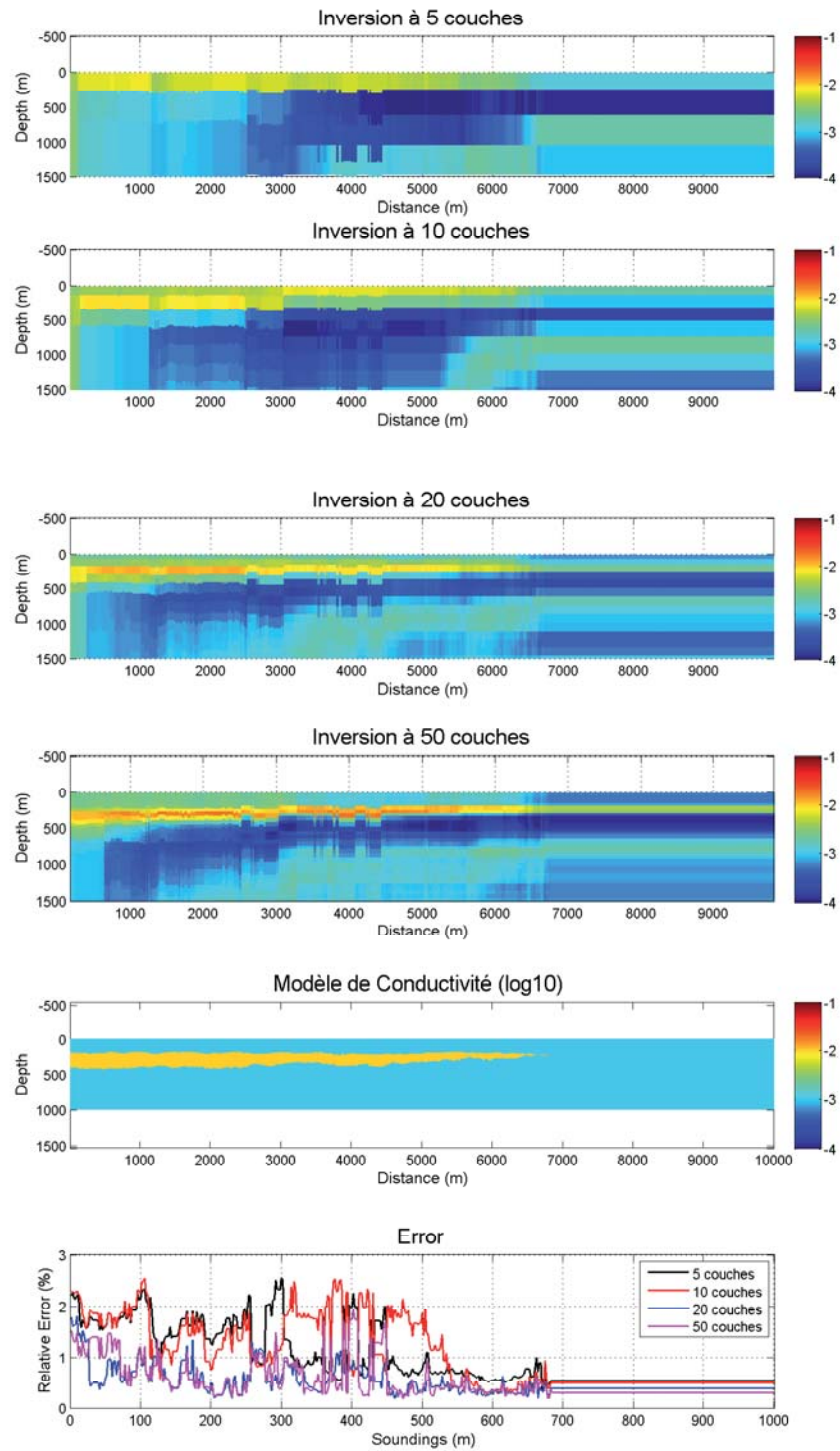 Inversion à 5 couches
-500
0
500
1000
1500
Depth (m)
1000 2000 3000 4000 5000 6000 7000 8000 9000
Distance (m)
-1
-2
-3
-4
Inversion à 10 couches
-500
0
500
1000
1500
Depth (m)
1000 2000 3000 4000 5000 6000 7000 8000 9000
Distance (m)
-1
-2
-3
-4
Inversion à 20 couches
-500
0
500
1000
1500
Depth (m)
1000 2000 3000 4000 5000 6000 7000 8000 9000
Distance (m)
-1
-2
-3
-4
Inversion à 50 couches
-500
0
500
1000
1500
Depth (m)
1000 2000 3000 4000 5000 6000 7000 8000 9000
Distance (m)
-1
-2
-3
-4
Modèle de Conductivité (log10)
-500
0
500
1000
1500
Depth
1000 2000 3000 4000 5000 6000 7000 8000 9000 10000
Distance (m)
-1
-2
-3
-4
Error
3
2
1
0
Relative Error (%)
5 couches
10 couches
20 couches
50 couches
0 100 200 300 400 500 600 700 800 900 1000
Soundings (m)